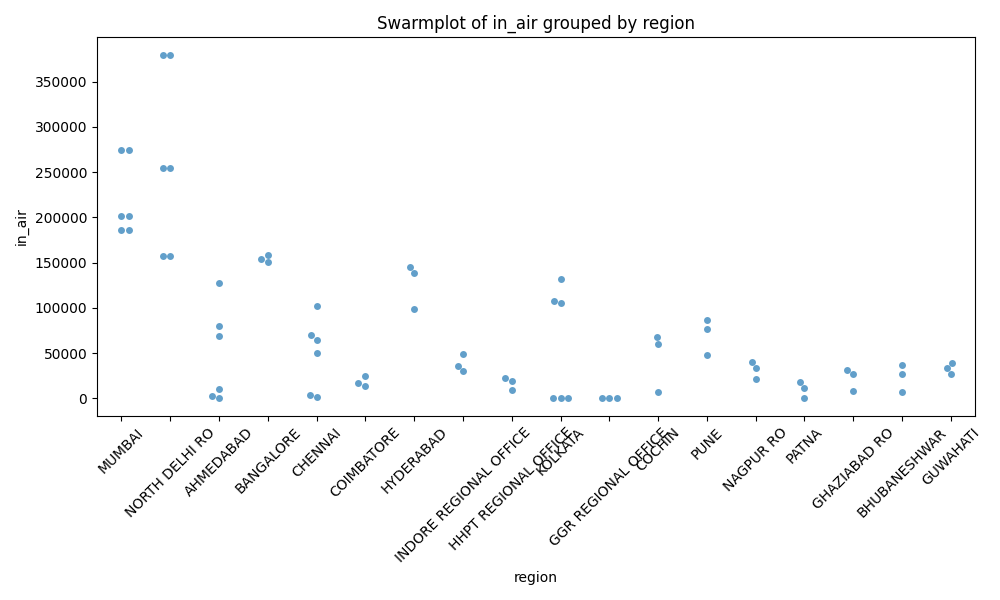 Swarmplot of in_air grouped by region
in_air
350000
300000
250000
200000
150000
100000
50000
0
MUMBAI
NORTH DELHI RO
AHMEDABAD
BANGALORE
CHENNAI
COIMBATORE
HYDERABAD
INDORE REGIONAL OFFICE
HHPT REGIONAL OFFICE
KOLKATA
GGR REGIONAL OFFICE
COCHIN
PUNE
NAGPUR RO
PATNA
GHAZIABAD RO
BHUBANESHWAR
GUWAHATI
region